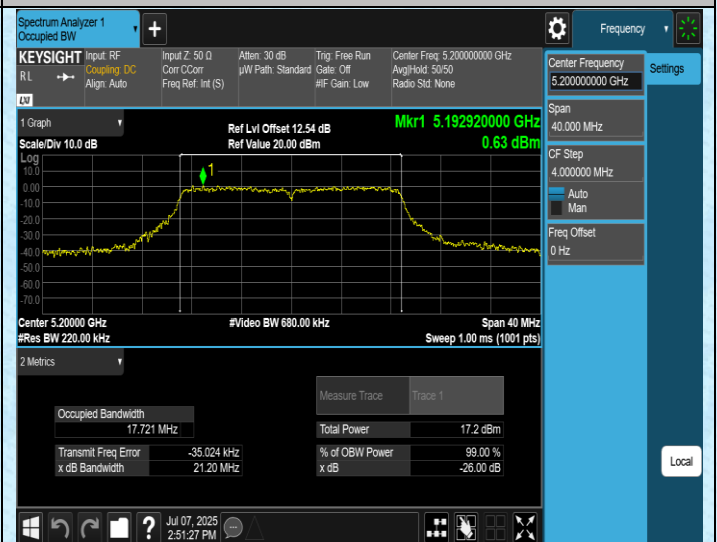 Spectrum Analyzer 1
Occupied BW
+
Frequency
KEYSIGHT Input: RF Input Z: 50 Ω Atten: 30 dB Trig: Free Run Center Freq: 5.200000000 GHz
RL Coupling: DC Corr CCorr µW Path: Standard Gate: Off Avg|Hold: 50/50
Align: Auto Freq Ref: Int (S) #IF Gain: Low Radio Std: None
LXI
Center Frequency
5.200000000 GHz
Settings
Span
40.000 MHz
CF Step
4.000000 MHz
Auto
Man
Freq Offset
0 Hz
1 Graph
Ref Lvl Offset 12.54 dB
Mkr1 5.192920000 GHz
Scale/Div 10.0 dB
Ref Value 20.00 dBm
0.63 dBm
Log
10.0
0.00
-10.0
-20.0
-30.0
-40.0
-50.0
-60.0
-70.0
1
Center 5.20000 GHz #Video BW 680.00 kHz Span 40 MHz
#Res BW 220.00 kHz Sweep 1.00 ms (1001 pts)
2 Metrics
Measure Trace Trace 1
Occupied Bandwidth
17.721 MHz
Total Power 17.2 dBm
Transmit Freq Error -35.024 kHz % of OBW Power 99.00 %
x dB Bandwidth 21.20 MHz x dB -26.00 dB
Local
?
Jul 07, 2025
2:51:27 PM